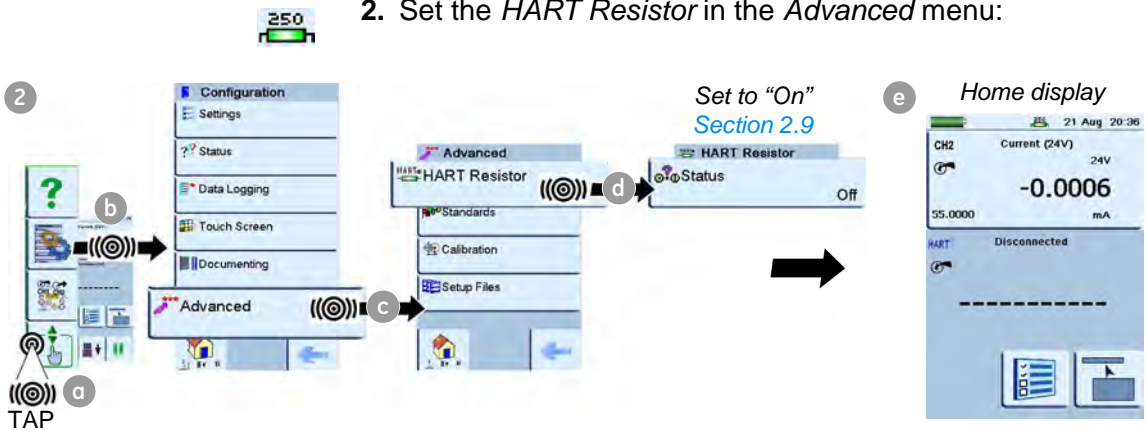 250
2. Set the HART Resistor in the Advanced menu:
2
Configuration
Settings
Status
Data Logging
Touch Screen
Documenting
Advanced
b
a
TAP
c
Advanced
HART Resistor
Standards
Calibration
Setup Files
d
Set to “On”
Section 2.9
HART Resistor
Status
Off
e
Home display
21 Aug 20:36
CH2 Current (24V)
24V
-0.0006
55.0000 mA
HART Disconnected
------------